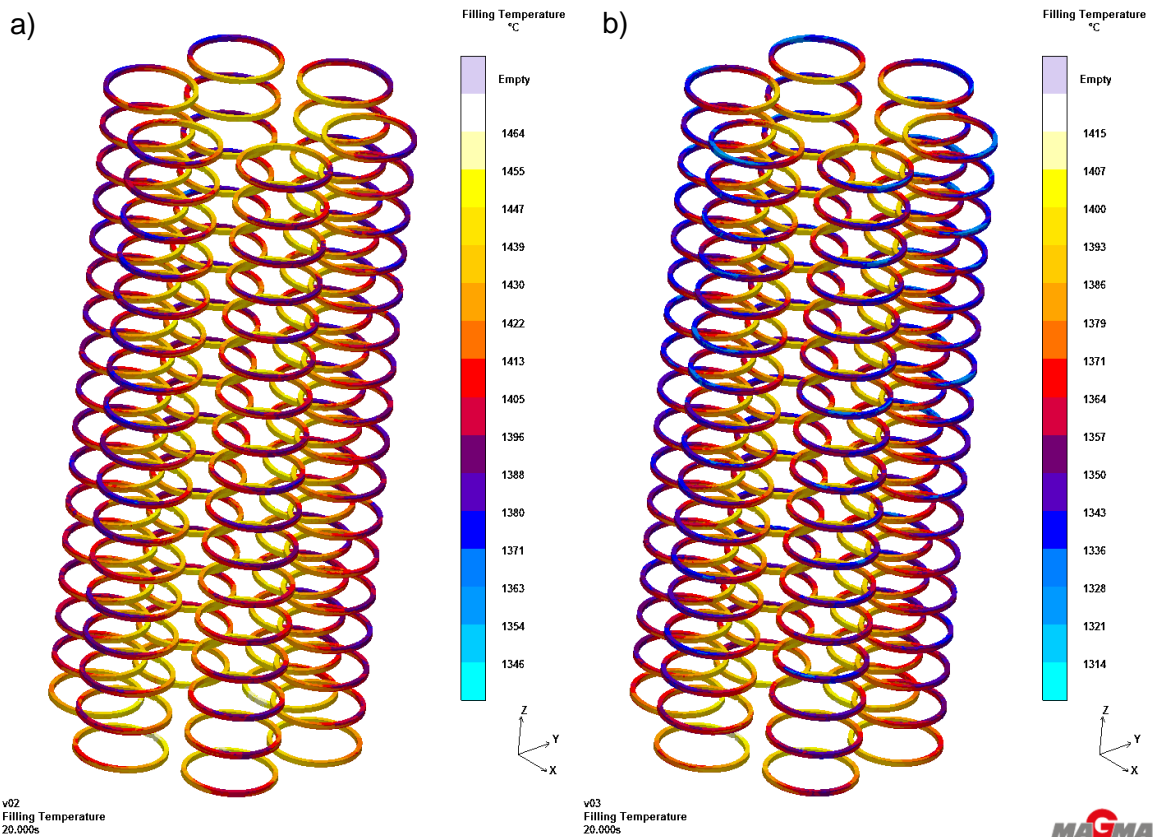 a)
Filling Temperature
°C
Empty
1464
1455
1447
1439
1430
1422
1413
1405
1396
1388
1380
1371
1363
1354
1346
Z
Y
X
v02
Filling Temperature
20.000s
b)
Filling Temperature
°C
Empty
1415
1407
1400
1393
1386
1379
1371
1364
1357
1350
1343
1336
1328
1321
1314
Z
Y
X
v03
Filling Temperature
20.000s
MAGMA